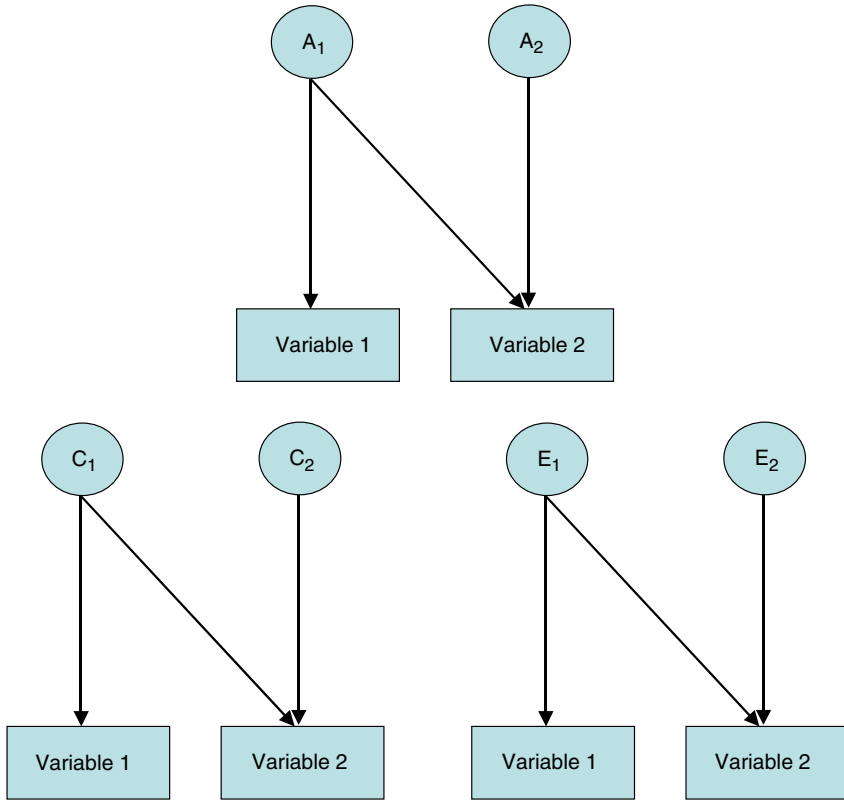 A₁ A₂
Variable 1 Variable 2
C₁ C₂ E₁ E₂
Variable 1 Variable 2 Variable 1 Variable 2